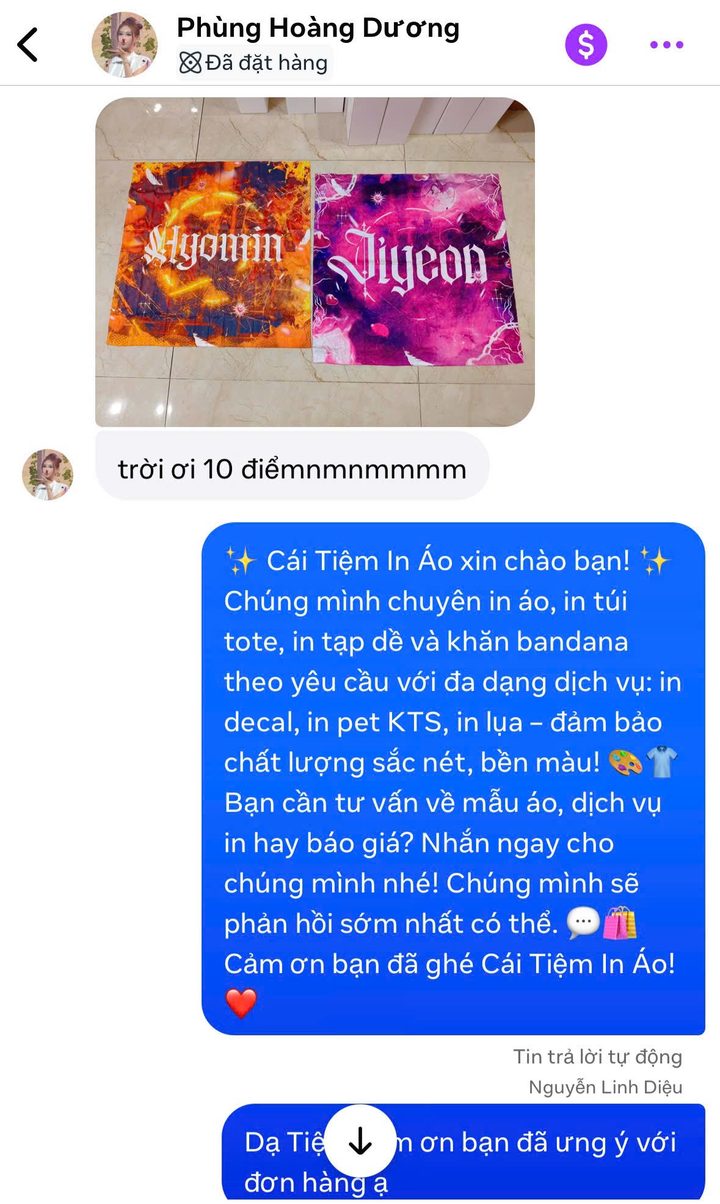 Phùng Hoàng Dương
Đã đặt hàng
$
Hyomin
Jiyeon
trời ơi 10 điểmnmnmmmm
✨ Cái Tiệm In Áo xin chào bạn! ✨
Chúng mình chuyên in áo, in túi
tote, in tạp dề và khăn bandana
theo yêu cầu với đa dạng dịch vụ: in
decal, in pet KTS, in lụa – đảm bảo
chất lượng sắc nét, bền màu! 🎨👕
Bạn cần tư vấn về mẫu áo, dịch vụ
in hay báo giá? Nhắn ngay cho
chúng mình nhé! Chúng mình sẽ
phản hồi sớm nhất có thể. 💬🛍️
Cảm ơn bạn đã ghé Cái Tiệm In Áo!
❤️
Tin trả lời tự động
Nguyễn Linh Diệu
Dạ ơn bạn đã ưng ý với
đơn hàng ạ